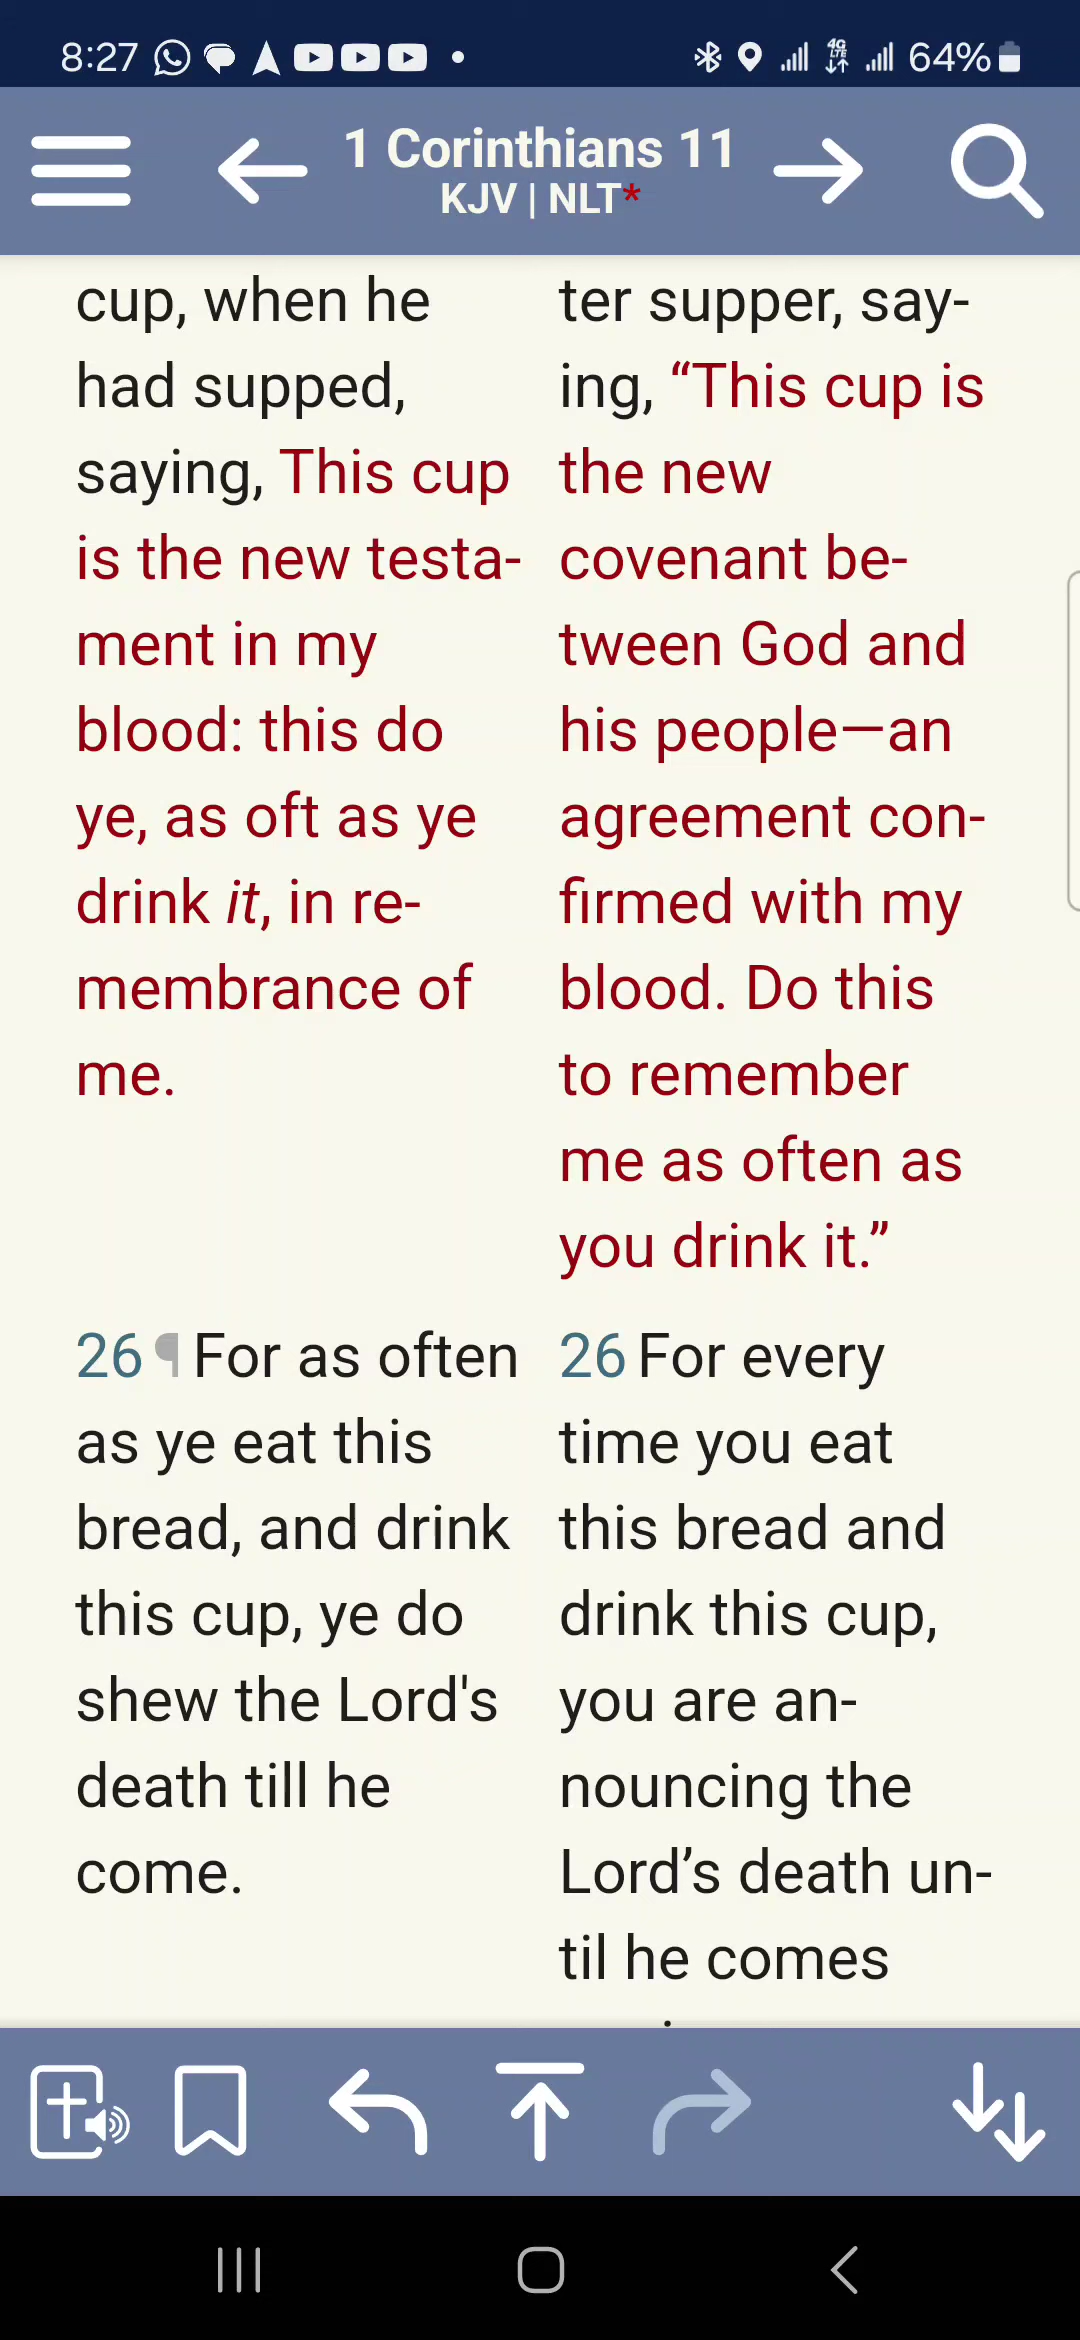 8:27
4G LTE
64%
1 Corinthians 11
KJV | NLT*
cup, when he
had supped,
saying, This cup
is the new testa-
ment in my
blood: this do
ye, as oft as ye
drink it, in re-
membrance of
me.
26 ¶ For as often
as ye eat this
bread, and drink
this cup, ye do
shew the Lord's
death till he
come.
ter supper, say-
ing, “This cup is
the new
covenant be-
tween God and
his people—an
agreement con-
firmed with my
blood. Do this
to remember
me as often as
you drink it.”
26 For every
time you eat
this bread and
drink this cup,
you are an-
nouncing the
Lord’s death un-
til he comes